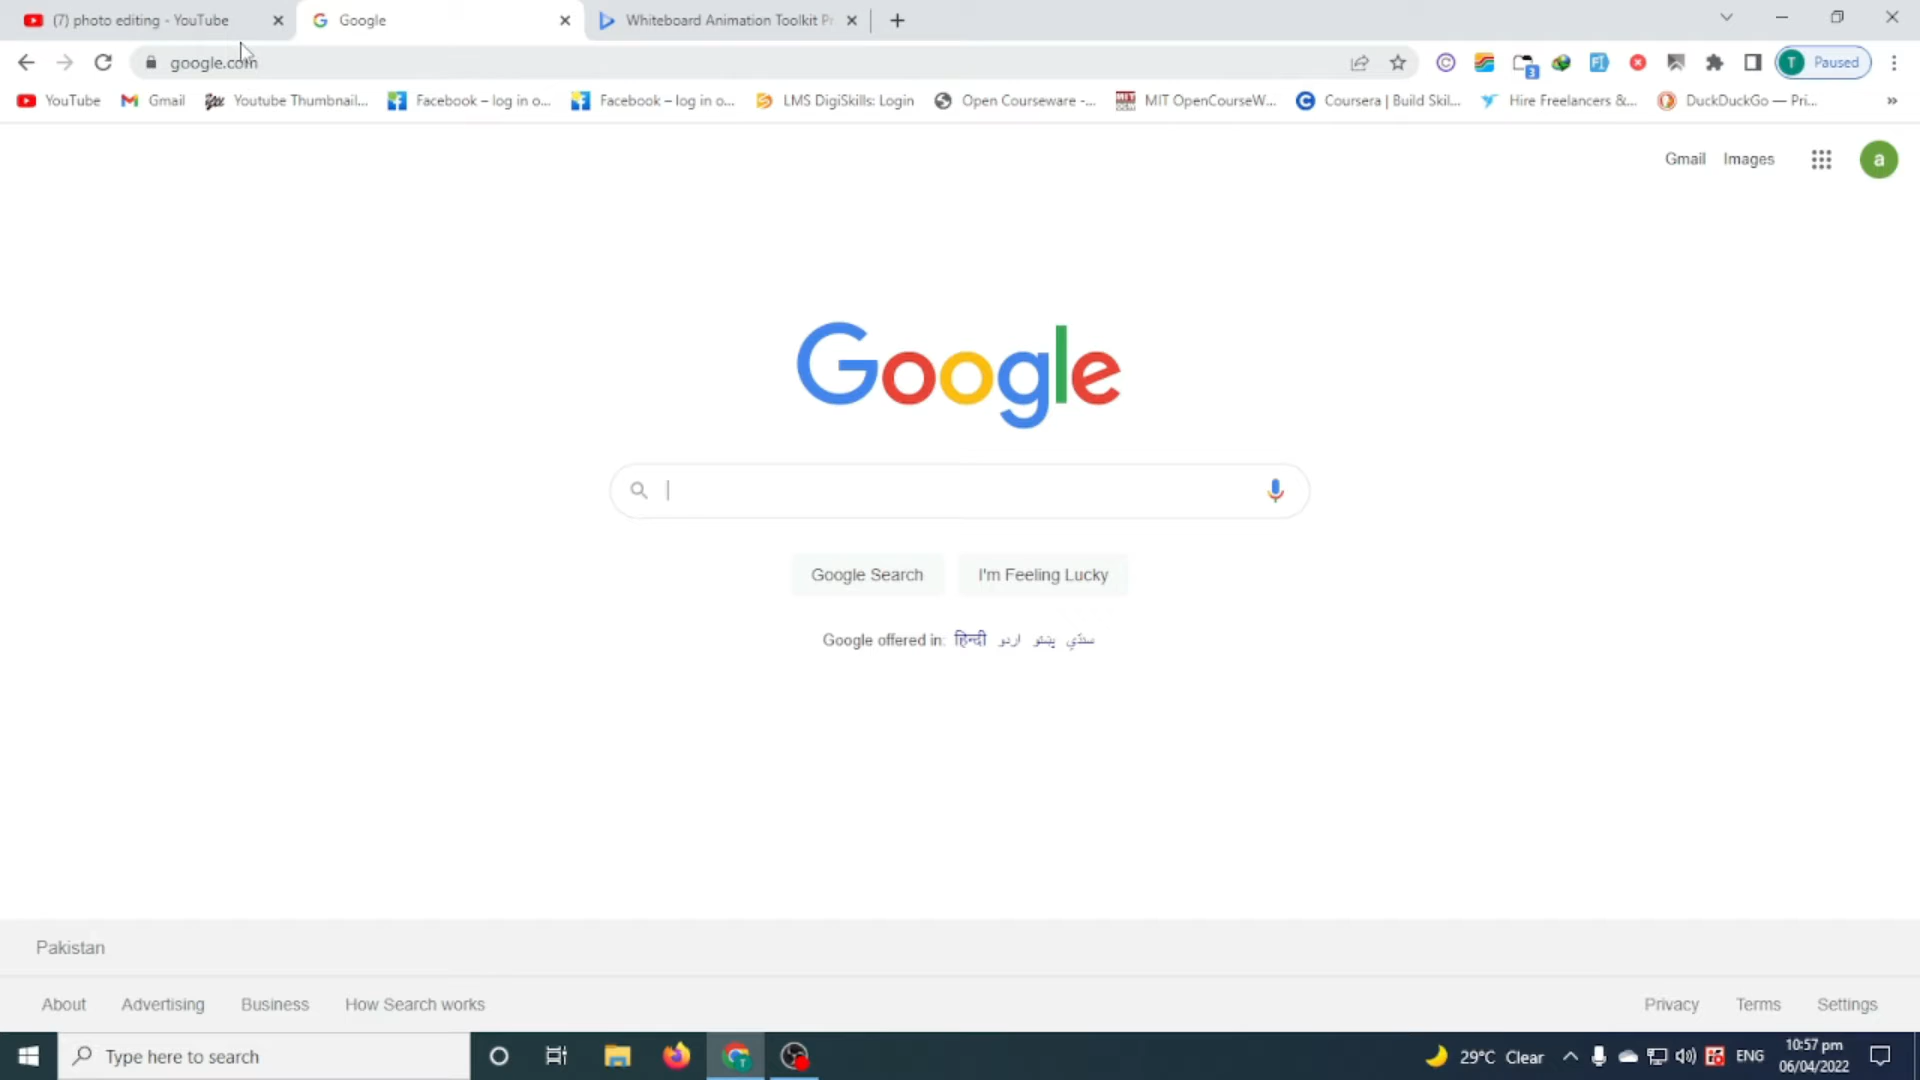 (7) photo editing - YouTube
Google
Whiteboard Animation Toolkit Pr
google.com
Paused
YouTube
Gmail
Youtube Thumbnail...
Facebook – log in o...
Facebook – log in o...
LMS DigiSkills: Login
Open Courseware -...
MIT OpenCourseW...
Coursera | Build Skil...
Hire Freelancers &...
DuckDuckGo — Pri...
Gmail Images
a
Google
Google Search
I'm Feeling Lucky
Google offered in: हिन्दी اردو پښتو سنڌي
Pakistan
About Advertising Business How Search works
Privacy Terms Settings
Type here to search
29°C Clear
ENG
10:57 pm
06/04/2022